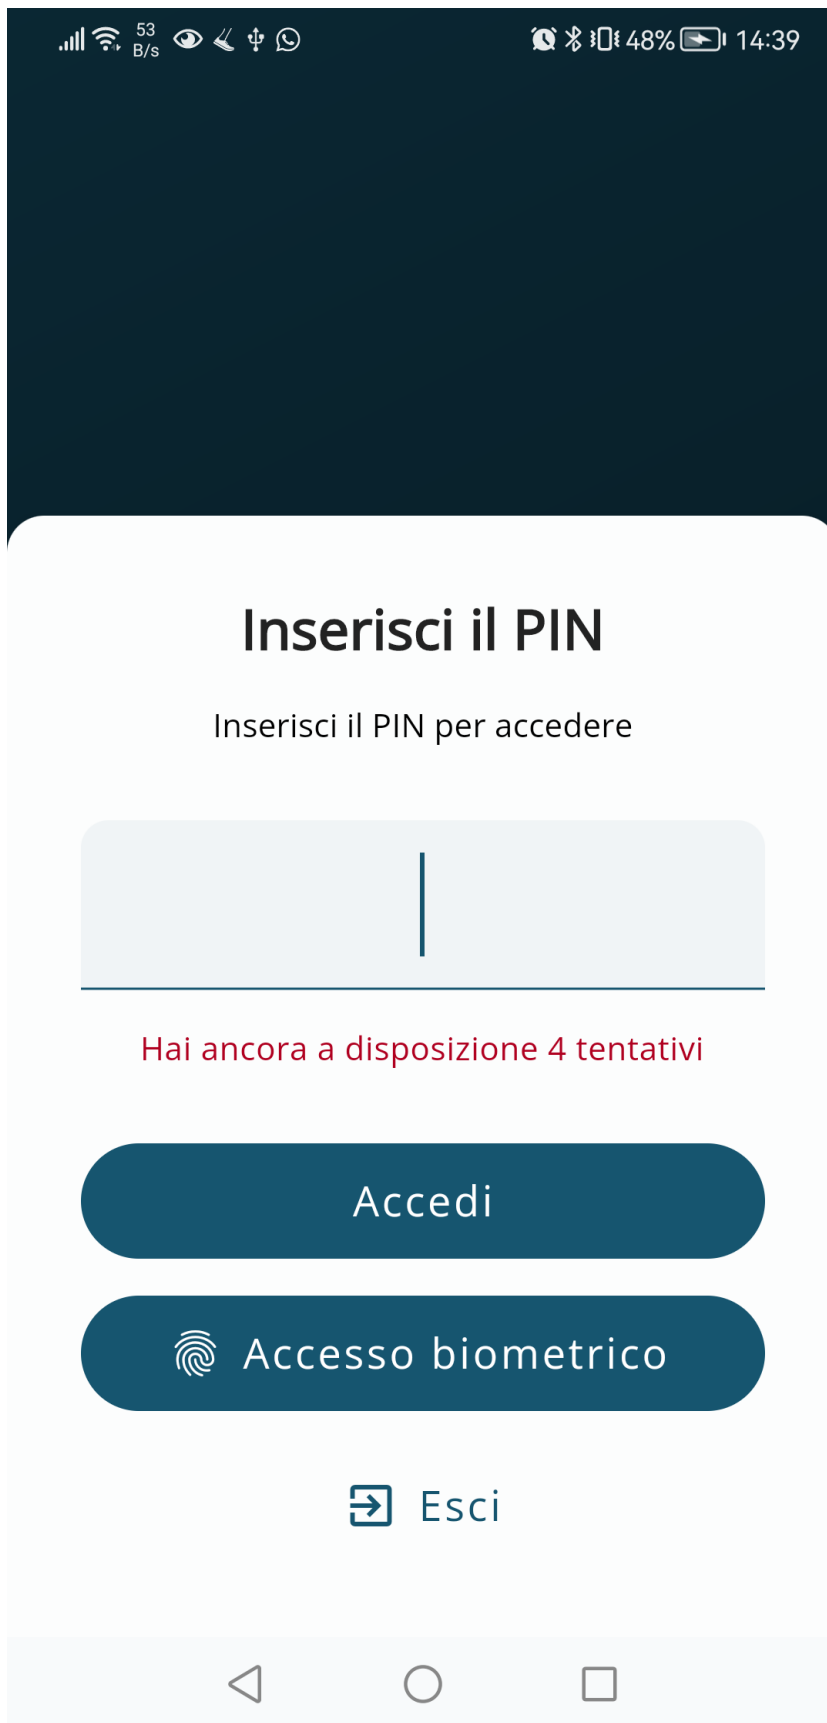 53
B/s
48%
14:39
Inserisci il PIN
Inserisci il PIN per accedere
Hai ancora a disposizione 4 tentativi
Accedi
Accesso biometrico
Esci